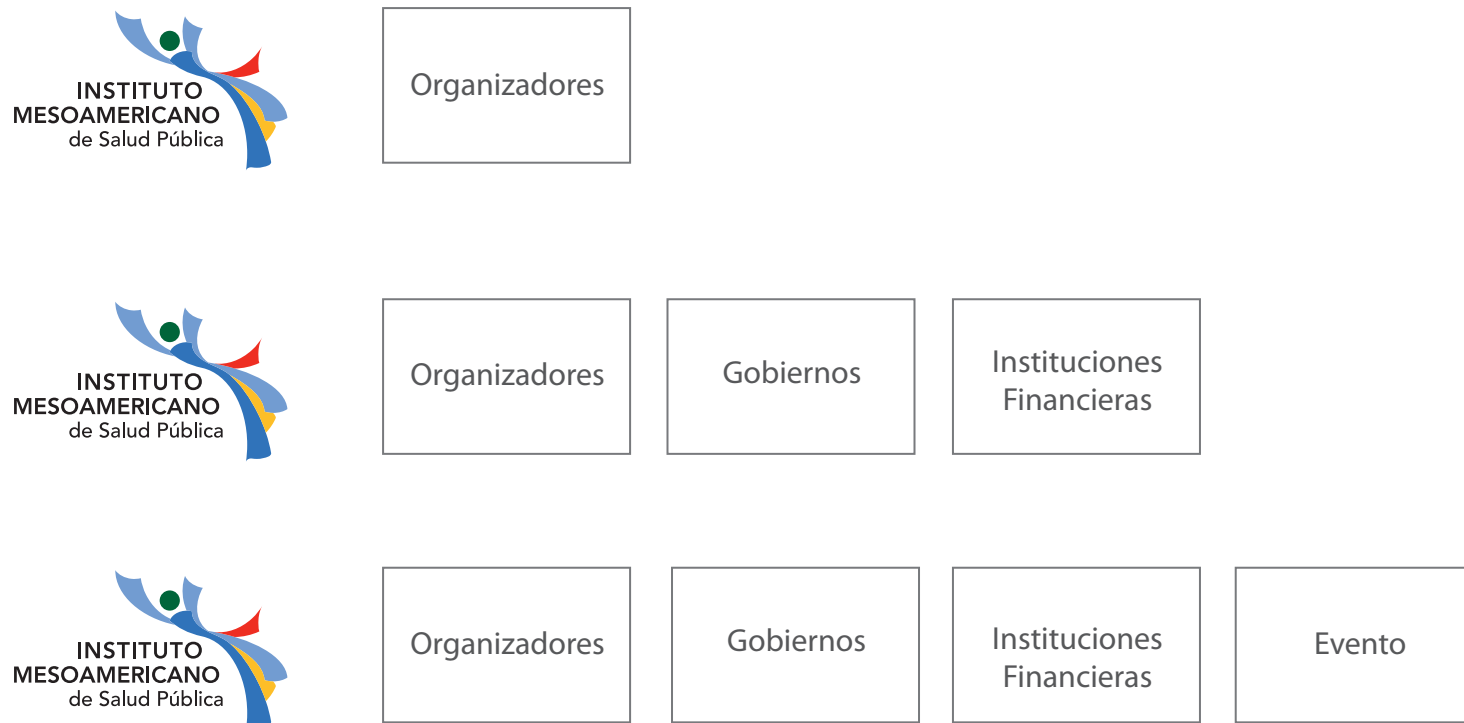 INSTITUTO
MESOAMERICANO
de Salud Pública
Organizadores
INSTITUTO
MESOAMERICANO
de Salud Pública
Organizadores
Gobiernos
Instituciones
Financieras
INSTITUTO
MESOAMERICANO
de Salud Pública
Organizadores
Gobiernos
Instituciones
Financieras
Evento